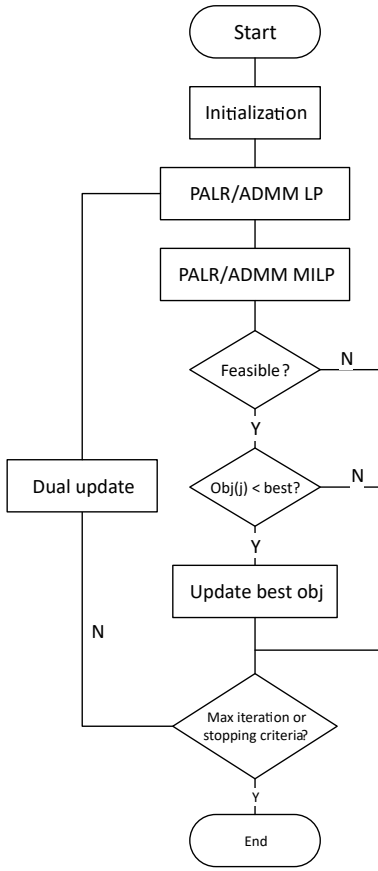 Start
Initialization
PALR/ADMM LP
PALR/ADMM MILP
Feasible?
N
Y
Dual update
Obj(j) < best?
N
Y
Update best obj
N
Max iteration or
stopping criteria?
Y
End